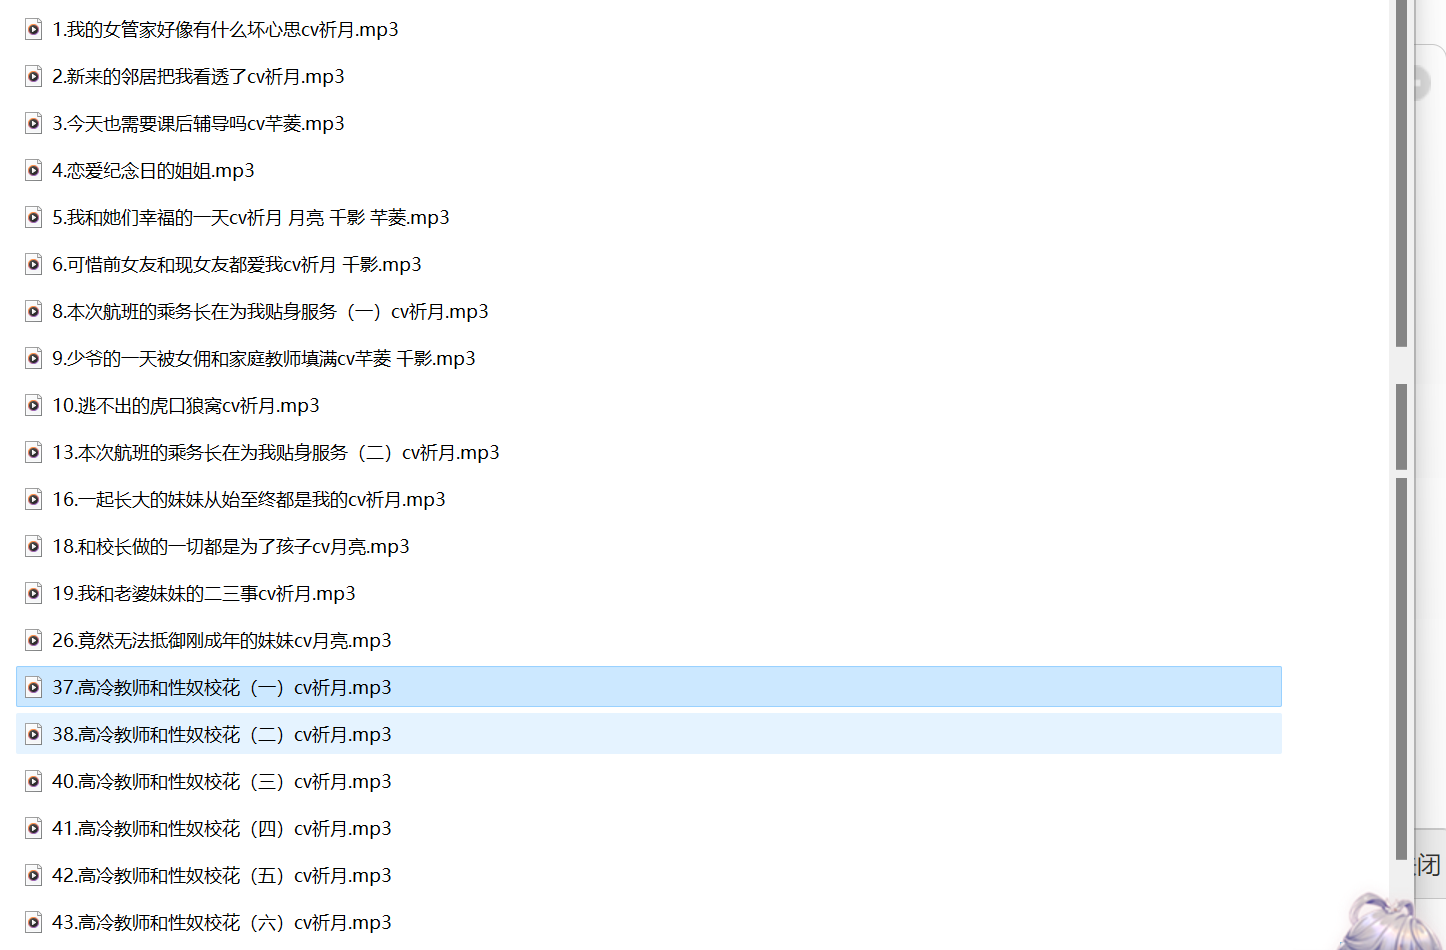 1.我的女管家好像有什么坏心思cv祈月.mp3
2.新来的邻居把我看透了cv祈月.mp3
3.今天也需要课后辅导吗cv芊菱.mp3
4.恋爱纪念日的姐姐.mp3
5.我和她们幸福的一天cv祈月 月亮 千影 芊菱.mp3
6.可惜前女友和现女友都爱我cv祈月 千影.mp3
8.本次航班的乘务长在为我贴身服务（一）cv祈月.mp3
9.少爷的一天被女佣和家庭教师填满cv芊菱 千影.mp3
10.逃不出的虎口狼窝cv祈月.mp3
13.本次航班的乘务长在为我贴身服务（二）cv祈月.mp3
16.一起长大的妹妹从始至终都是我的cv祈月.mp3
18.和校长做的一切都是为了孩子cv月亮.mp3
19.我和老婆妹妹的二三事cv祈月.mp3
26.竟然无法抵御刚成年的妹妹cv月亮.mp3
37.高冷教师和性奴校花（一）cv祈月.mp3
38.高冷教师和性奴校花（二）cv祈月.mp3
40.高冷教师和性奴校花（三）cv祈月.mp3
41.高冷教师和性奴校花（四）cv祈月.mp3
42.高冷教师和性奴校花（五）cv祈月.mp3
43.高冷教师和性奴校花（六）cv祈月.mp3
闭